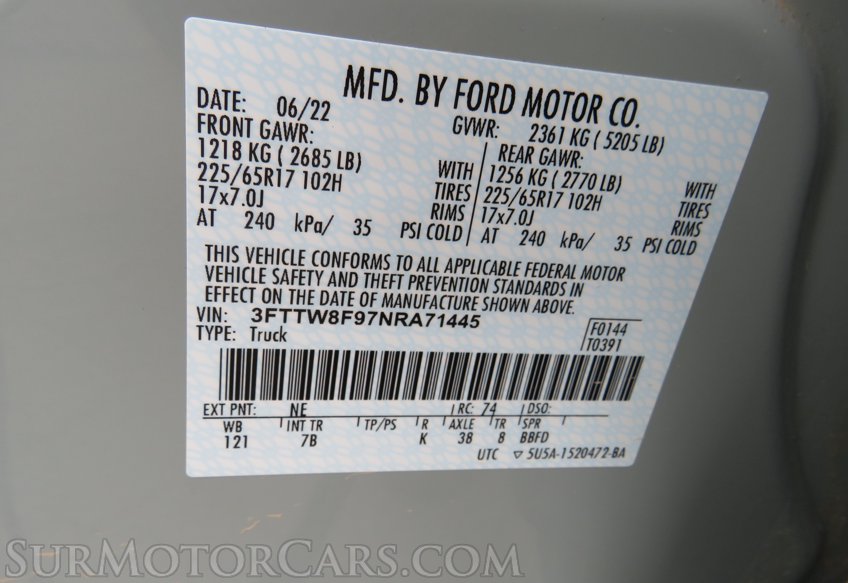 MFD. BY FORD MOTOR CO.
DATE: 06/22 GVWR: 2361 KG ( 5205 LB)
FRONT GAWR: REAR GAWR:
1218 KG ( 2685 LB) WITH 1256 KG ( 2770 LB) WITH
225/65R17 102H TIRES 225/65R17 102H TIRES
17x7.0J RIMS 17x7.0J RIMS
AT 240 kPa/ 35 PSI COLD AT 240 kPa/ 35 PSI COLD
THIS VEHICLE CONFORMS TO ALL APPLICABLE FEDERAL MOTOR
VEHICLE SAFETY AND THEFT PREVENTION STANDARDS IN
EFFECT ON THE DATE OF MANUFACTURE SHOWN ABOVE.
VIN: 3FTTW8F97NRA71445 F0144
TYPE: Truck T0391
EXT PNT: NE RC: 74 DSO:
WB INT TR TP/PS R AXLE TR SPR
121 7B K 38 8 BBFD
UTC ▽ 5U5A-1520472-BA
SURMOTORCARS.COM